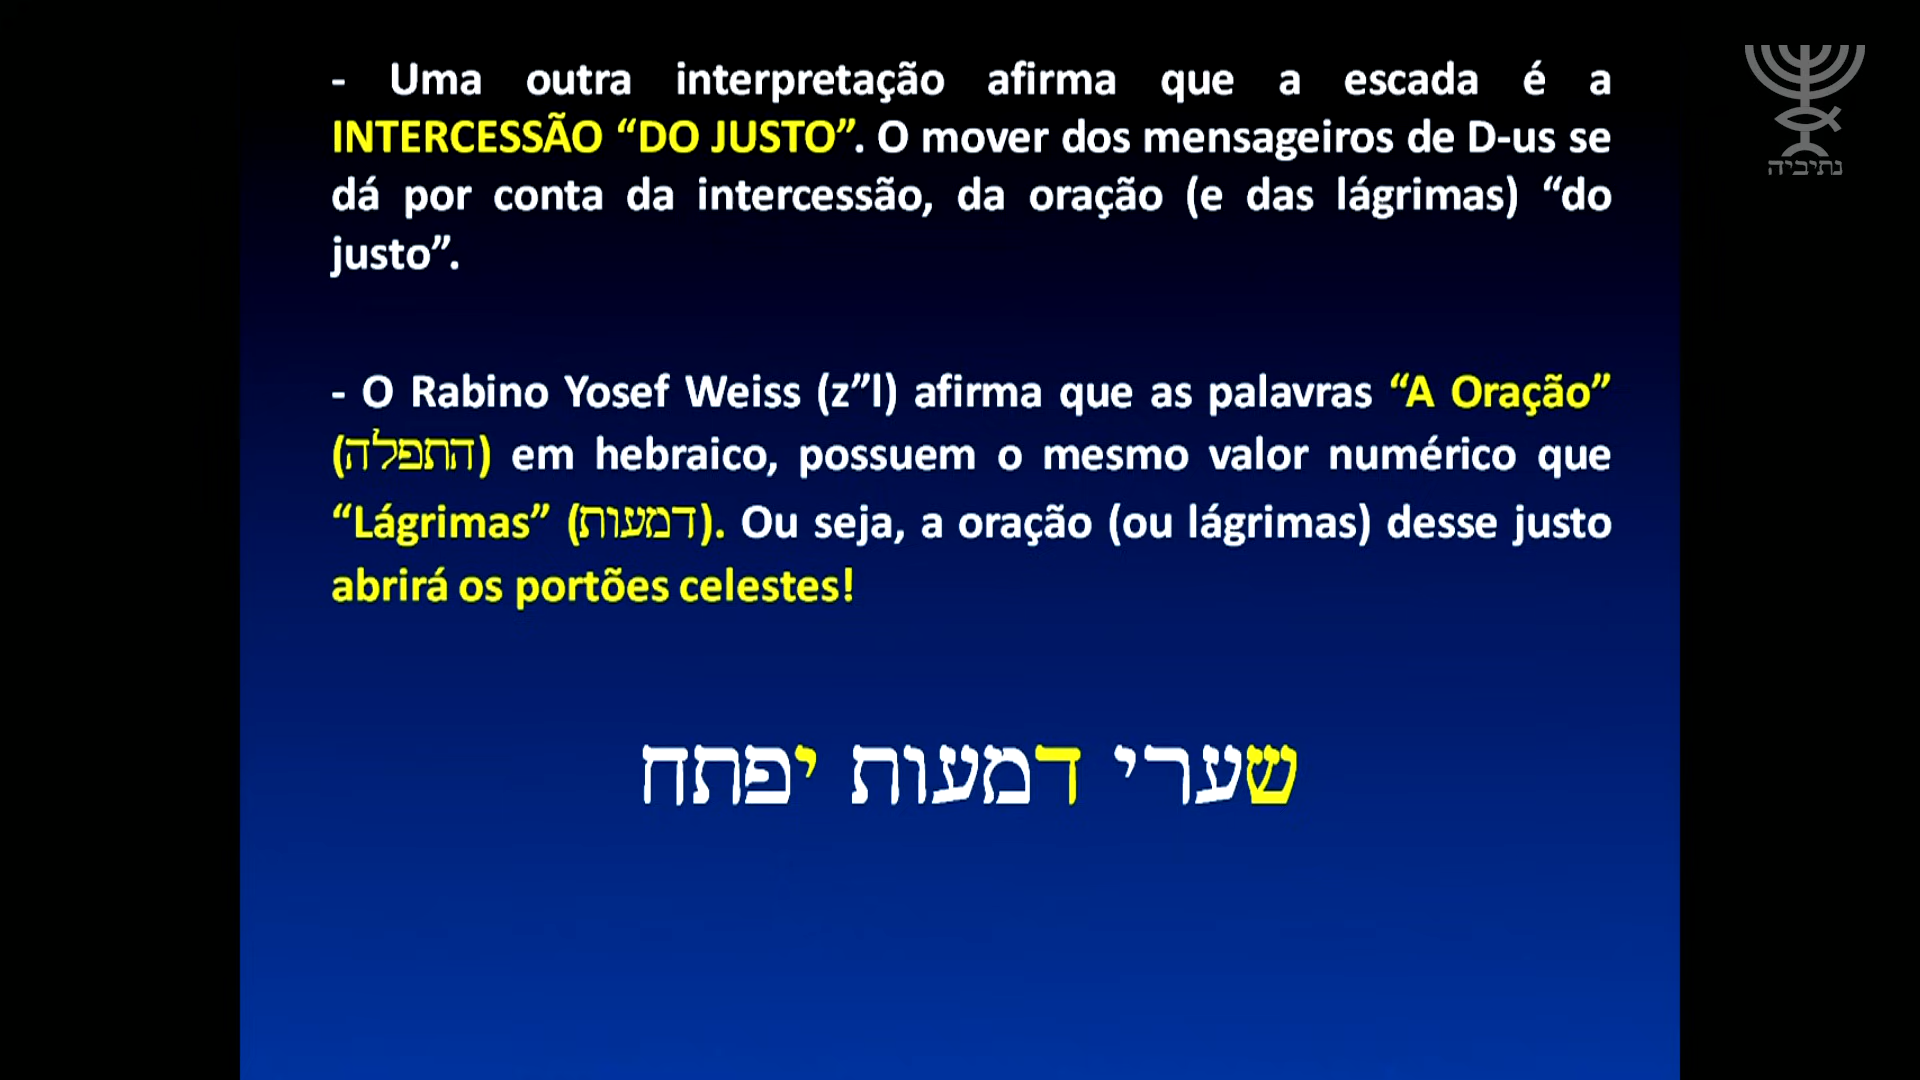 - Uma outra interpretação afirma que a escada é a
INTERCESSÃO “DO JUSTO”. O mover dos mensageiros de D-us se
dá por conta da intercessão, da oração (e das lágrimas) “do
justo”.
- O Rabino Yosef Weiss (z”l) afirma que as palavras “A Oração”
(התפלה) em hebraico, possuem o mesmo valor numérico que
“Lágrimas” (דמעות). Ou seja, a oração (ou lágrimas) desse justo
abrirá os portões celestes!
שערי דמעות יפתח
נתיביה